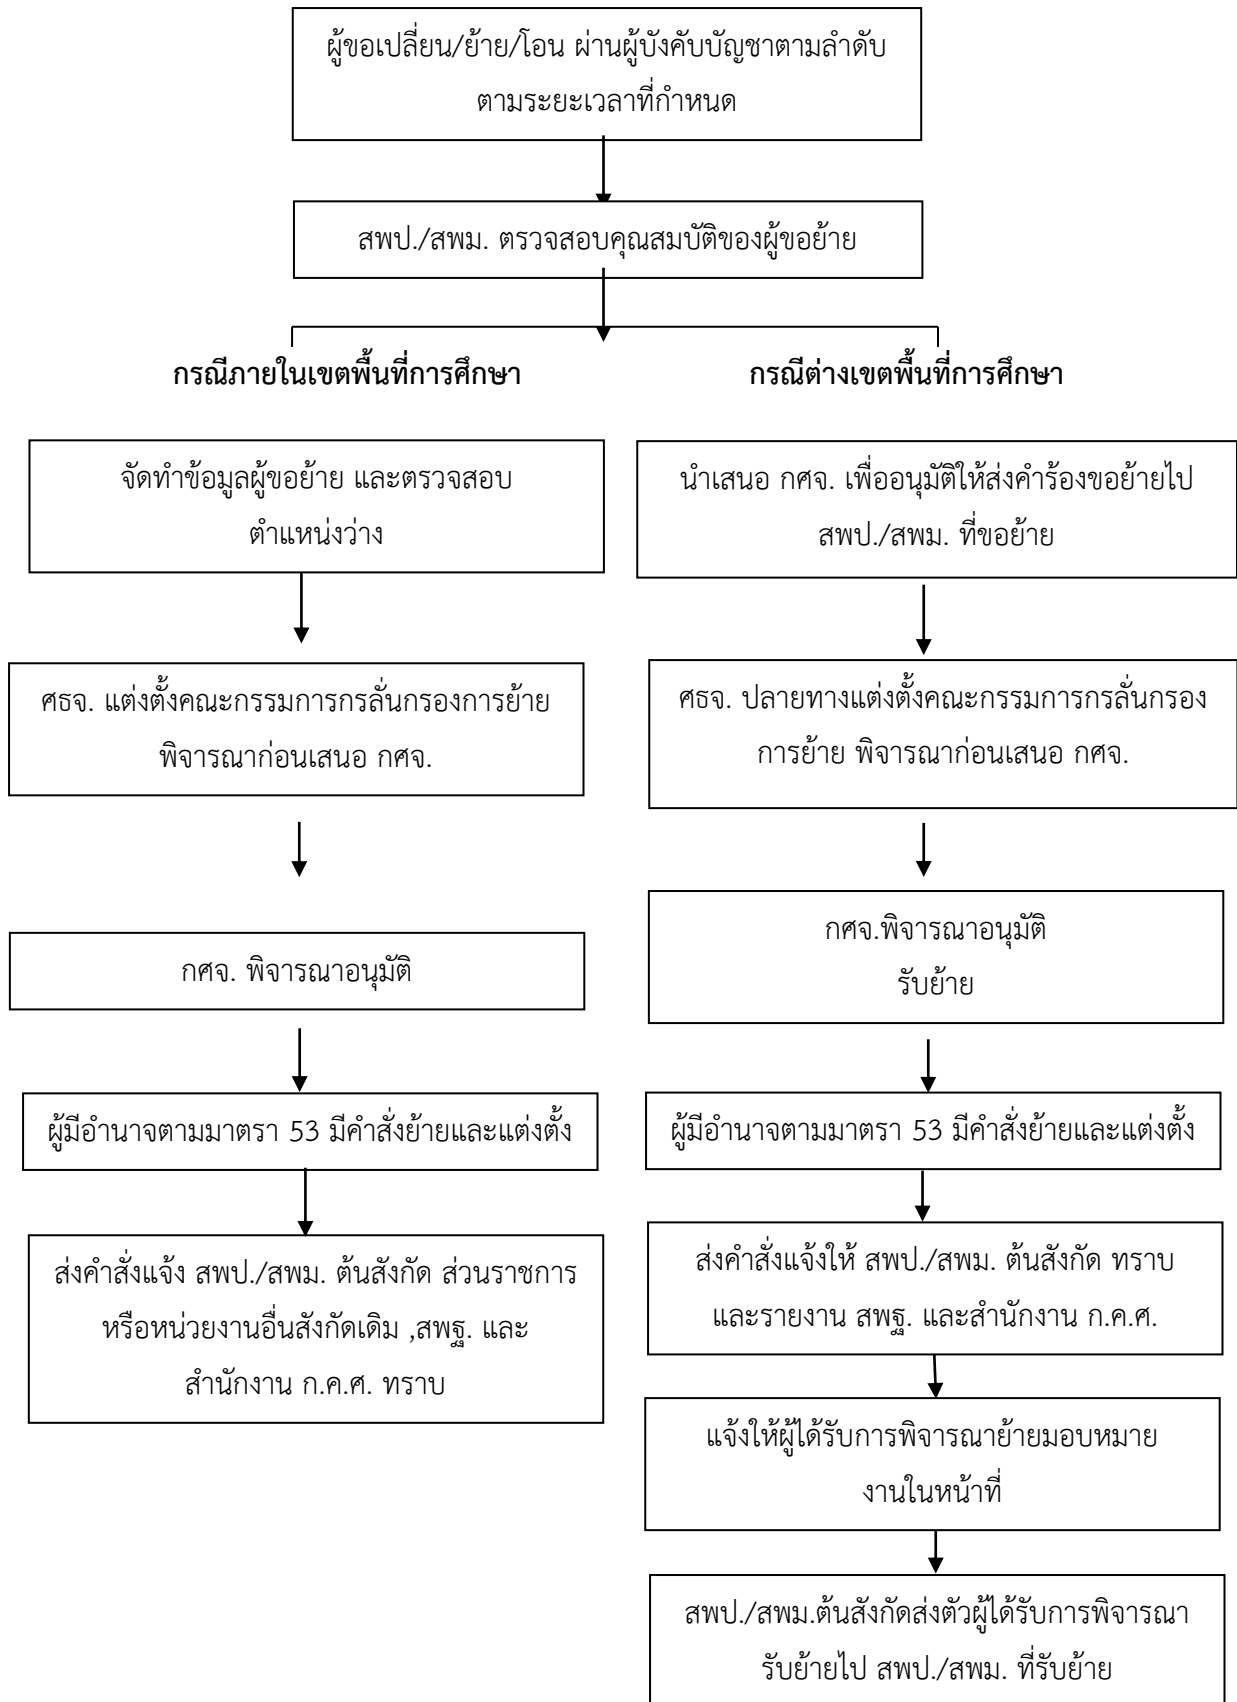 ผู้ขอเปลี่ยน/ย้าย/โอน ผ่านผู้บังคับบัญชาตามลำดับ
ตามระยะเวลาที่กำหนด
สพป./สพม. ตรวจสอบคุณสมบัติของผู้ขอย้าย
กรณีภายในเขตพื้นที่การศึกษา
จัดทำข้อมูลผู้ขอย้าย และตรวจสอบ
ตำแหน่งว่าง
ศธจ. แต่งตั้งคณะกรรมการกรลั่นกรองการย้าย
พิจารณาก่อนเสนอ กศจ.
กศจ. พิจารณาอนุมัติ
ผู้มีอำนาจตามมาตรา 53 มีคำสั่งย้ายและแต่งตั้ง
ส่งคำสั่งแจ้ง สพป./สพม. ต้นสังกัด ส่วนราชการ
หรือหน่วยงานอื่นสังกัดเดิม ,สพฐ. และ
สำนักงาน ก.ค.ศ. ทราบ
กรณีต่างเขตพื้นที่การศึกษา
นำเสนอ กศจ. เพื่ออนุมัติให้ส่งคำร้องขอย้ายไป
สพป./สพม. ที่ขอย้าย
ศธจ. ปลายทางแต่งตั้งคณะกรรมการกรลั่นกรอง
การย้าย พิจารณาก่อนเสนอ กศจ.
กศจ.พิจารณาอนุมัติ
รับย้าย
ผู้มีอำนาจตามมาตรา 53 มีคำสั่งย้ายและแต่งตั้ง
ส่งคำสั่งแจ้งให้ สพป./สพม. ต้นสังกัด ทราบ
และรายงาน สพฐ. และสำนักงาน ก.ค.ศ.
แจ้งให้ผู้ได้รับการพิจารณาย้ายมอบหมาย
งานในหน้าที่
สพป./สพม.ต้นสังกัดส่งตัวผู้ได้รับการพิจารณา
รับย้ายไป สพป./สพม. ที่รับย้าย